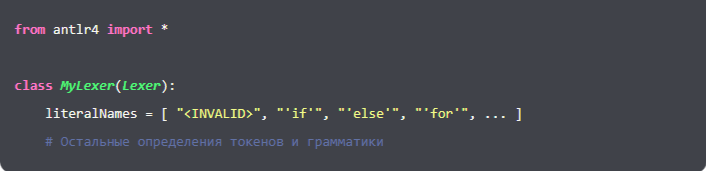 from antlr4 import *
class MyLexer(Lexer):
literalNames = [ "<INVALID>", "'if'", "'else'", "'for'", ... ]
# Остальные определения токенов и грамматики